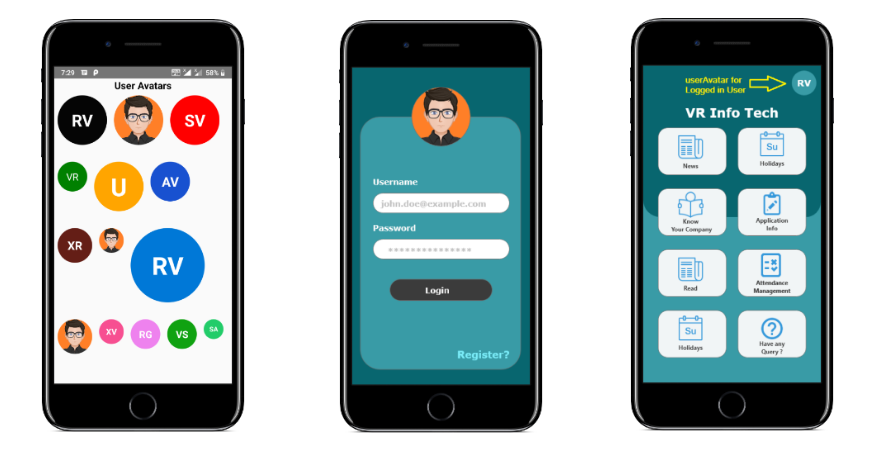 7:29
58%
User Avatars
RV
SV
VR
U
AV
XR
RV
XV
RG
VS
SA
Username
john.doe@example.com
Password
***************
Login
Register?
userAvatar for
Logged in User
RV
VR Info Tech
News
Su
Holidays
Know
Your Company
Application
Info
Read
Attendance
Management
Su
Holidays
?
Have any
Query ?